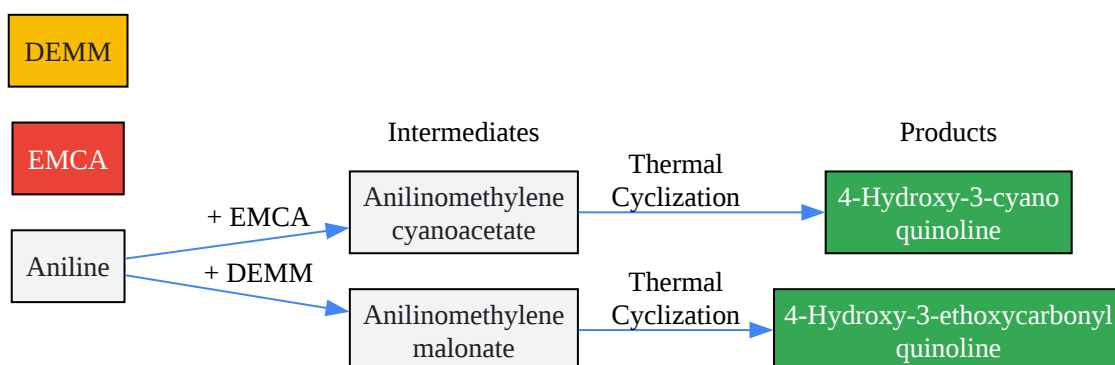 DEMM
EMCA
Aniline
+ EMCA
+ DEMM
Intermediates
Anilinomethylene
cyanoacetate
Anilinomethylene
malonate
Thermal
Cyclization
Thermal
Cyclization
Products
4-Hydroxy-3-cyano
quinoline
4-Hydroxy-3-ethoxycarbonyl
quinoline